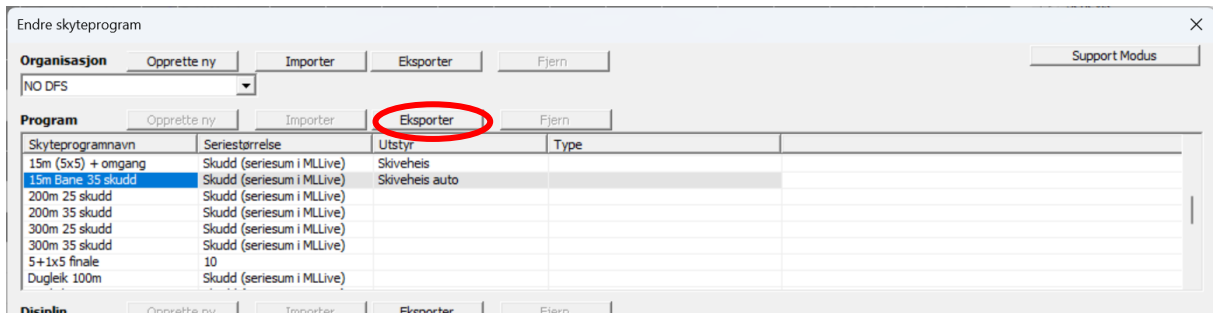 Endre skyteprogram
Organisasjon Opprette ny Importer Eksporter Fjern Support Modus
NO DFS
Program Opprette ny Importer Eksporter Fjern
Skyteprogramnavn Seriestørrelse Utstyr Type
15m (5x5) + omgang Skudd (seriesum i MLLive) Skiveheis
15m Bane 35 skudd Skudd (seriesum i MLLive) Skiveheis auto
200m 25 skudd Skudd (seriesum i MLLive)
200m 35 skudd Skudd (seriesum i MLLive)
300m 25 skudd Skudd (seriesum i MLLive)
300m 35 skudd Skudd (seriesum i MLLive)
5+1x5 finale 10
Dugleik 100m Skudd (seriesum i MLLive)
Disiplin Opprette ny Importer Eksporter Fjern